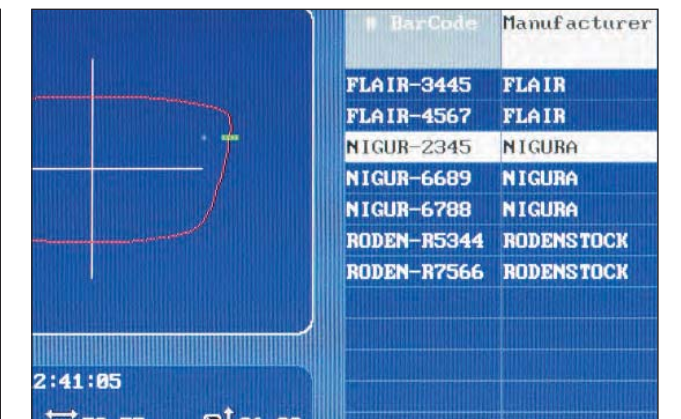 # BarCode Manufacturer
FLAIR-3445 FLAIR
FLAIR-4567 FLAIR
NIGUR-2345 NIGURA
NIGUR-6689 NIGURA
NIGUR-6788 NIGURA
RODEN-R5344 RODENSTOCK
RODEN-R7566 RODENSTOCK
2:41:05